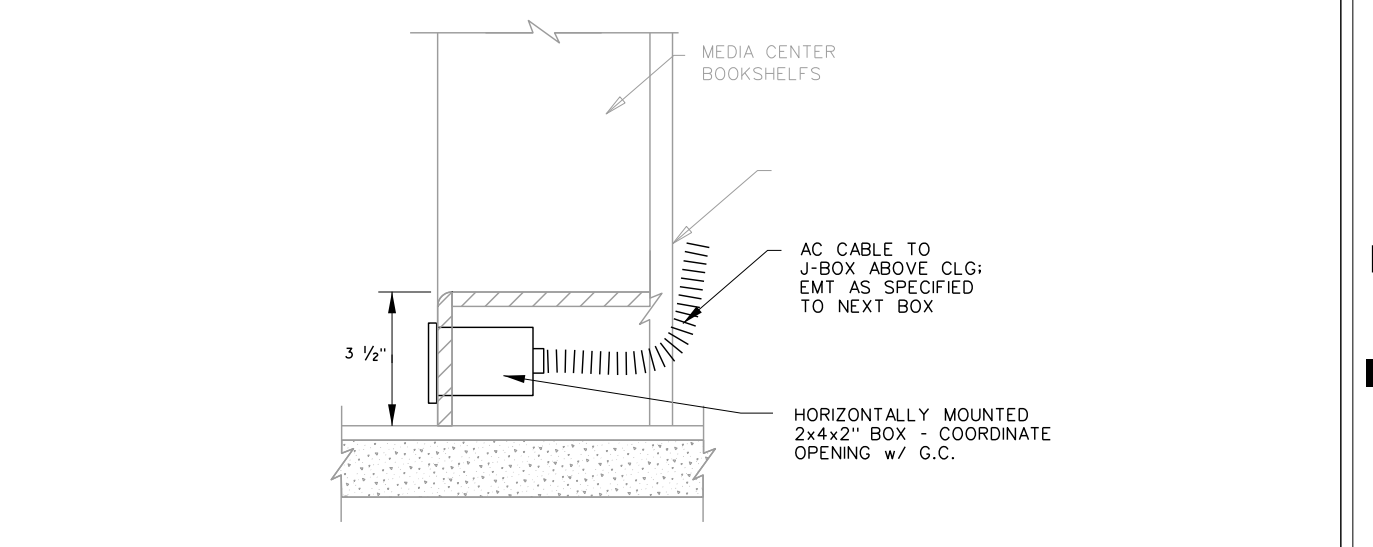 MEDIA CENTER
BOOKSHELFS
AC CABLE TO
J-BOX ABOVE CLG;
EMT AS SPECIFIED
TO NEXT BOX
3 ½"
HORIZONTALLY MOUNTED
2x4x2" BOX - COORDINATE
OPENING w/ G.C.